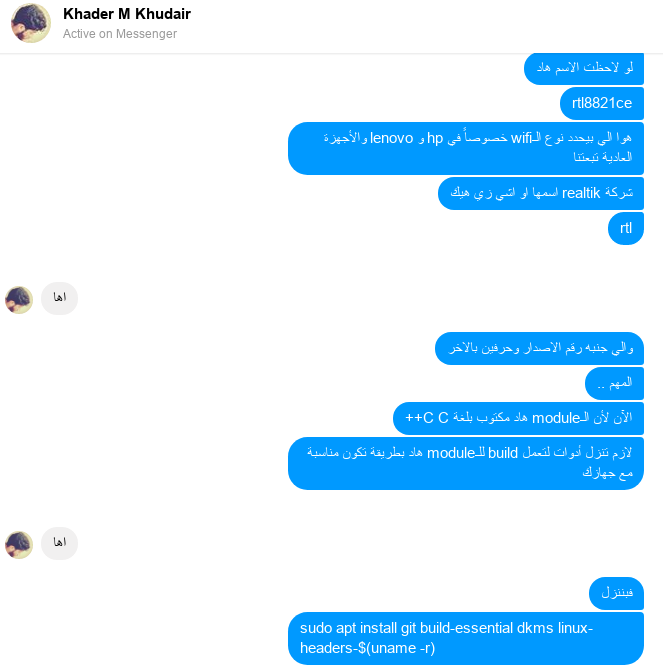 Khader M Khudair
Active on Messenger
لو لاحظت الاسم هاد
rtl8821ce
هوا الي بيحدد نوع الـwifi خصوصاً في hp و lenovo والأجهزة
العادية تبعتنا
شركة realtik اسمها او اشي زي هيك
rtl
اها
والي جنبه رقم الاصدار وحرفين بالاخر
المهم ..
الآن لأن الـmodule هاد مكتوب بلغة C C++
لازم تنزل أدوات لتعمل build للـmodule هاد بطريقة تكون مناسبة
مع جهازك
اها
فبننزل
sudo apt install git build-essential dkms linux-
headers-$(uname -r)